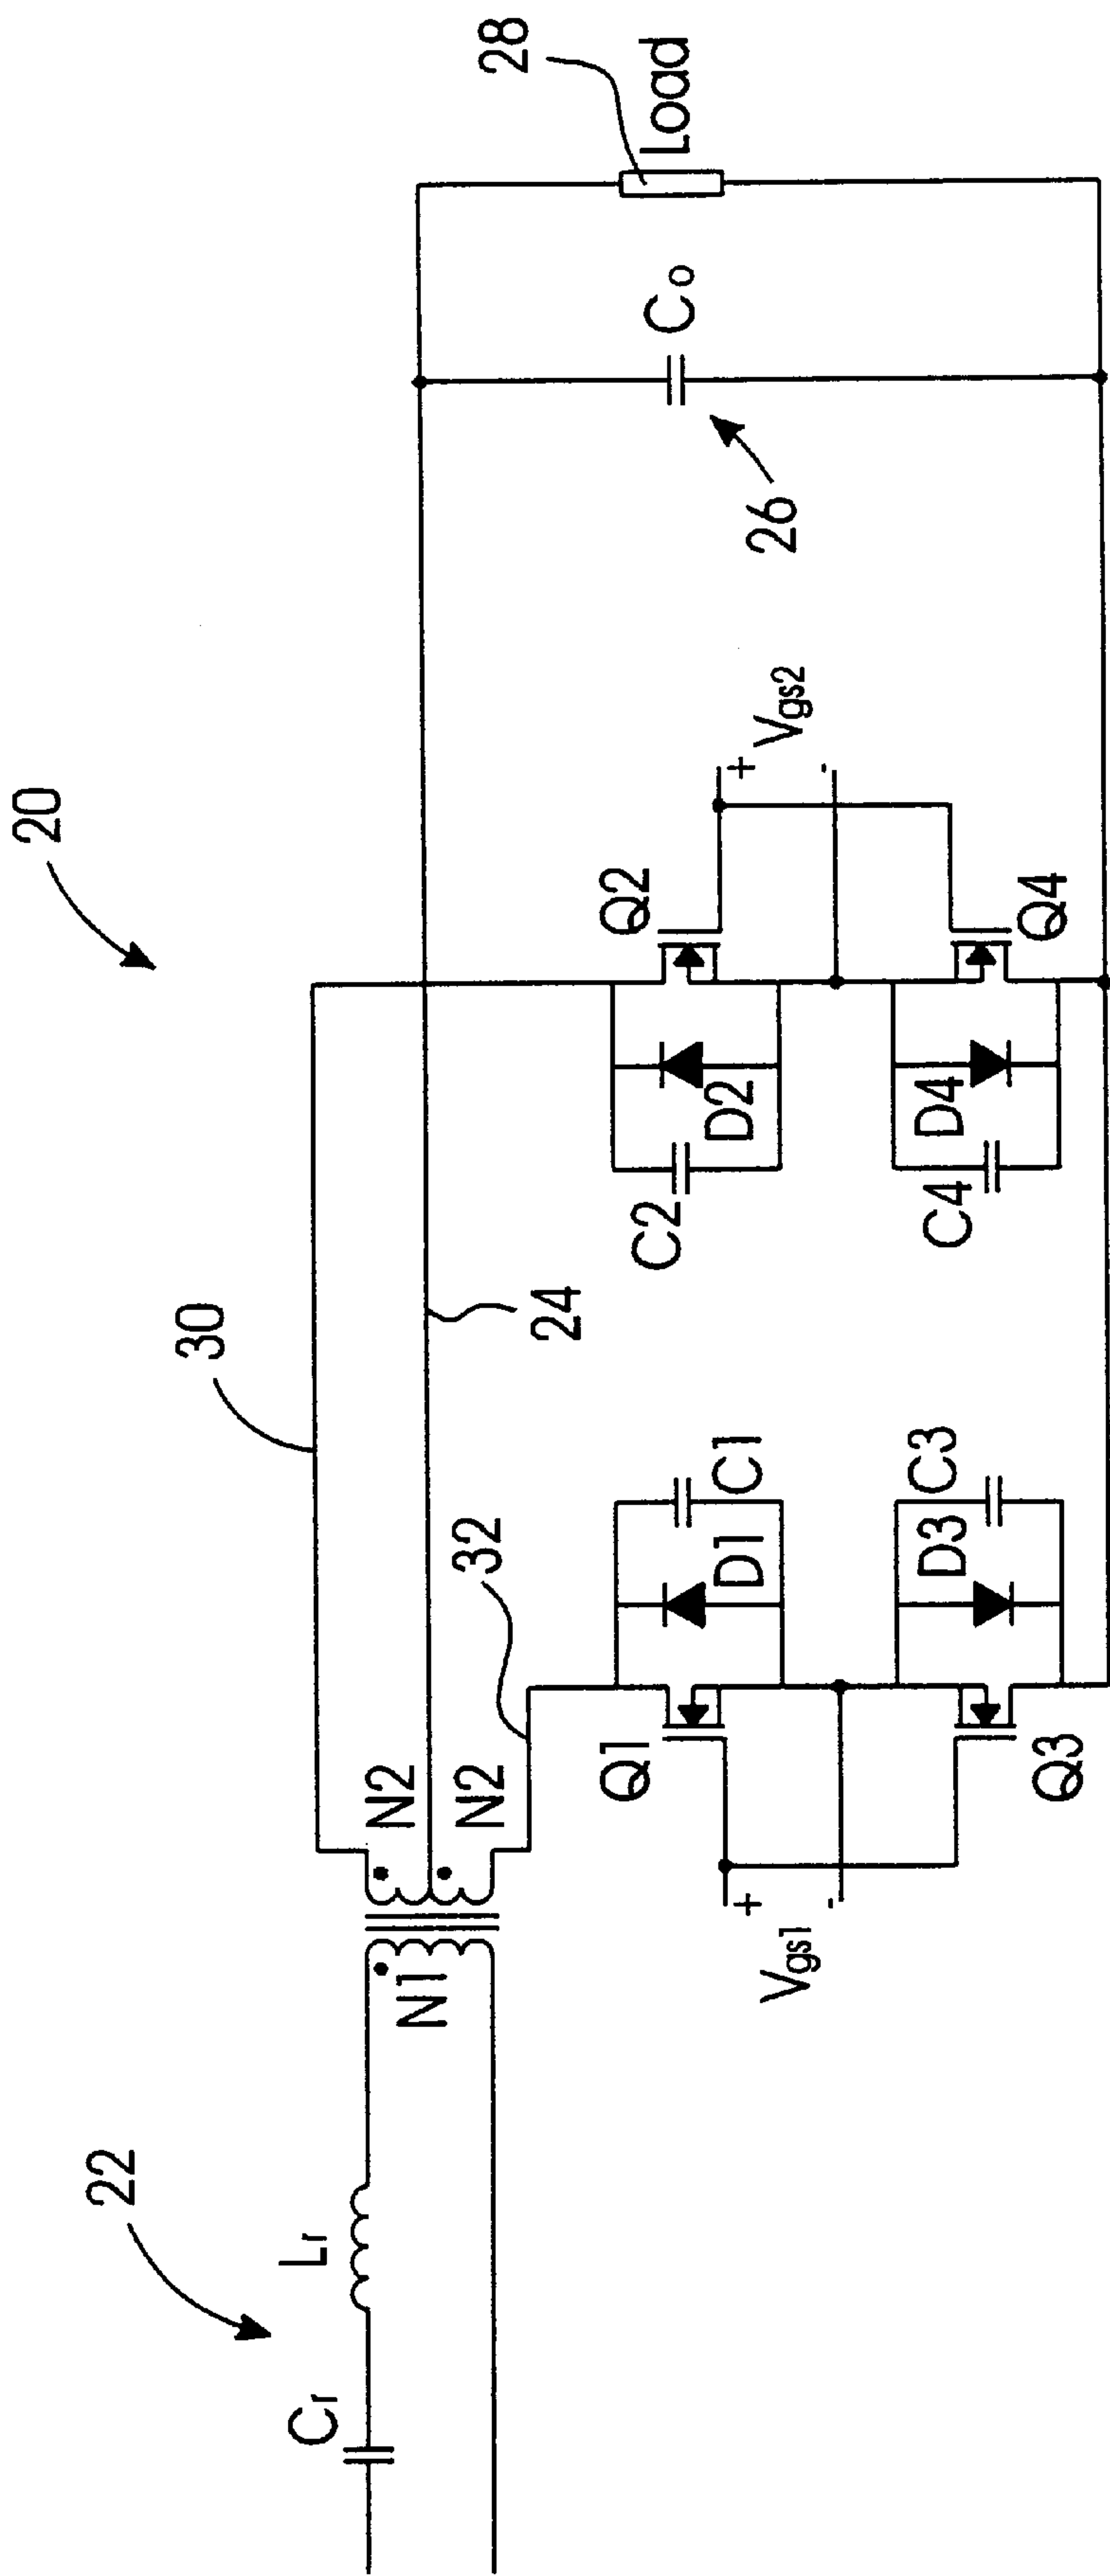 20
22
Cr
Lr
N1
N2
N2
30
32
24
28
Load
Co
26
Q1
D1
C1
Vgs1
+
-
Q3
D3
C3
C2
D2
Q2
+
Vgs2
-
C4
D4
Q4